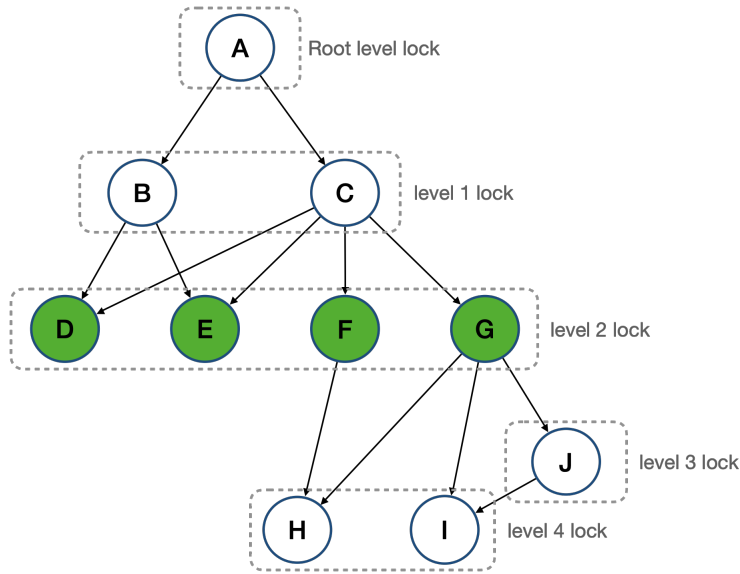 A
Root level lock
B
C
level 1 lock
D
E
F
G
level 2 lock
J
level 3 lock
H
I
level 4 lock